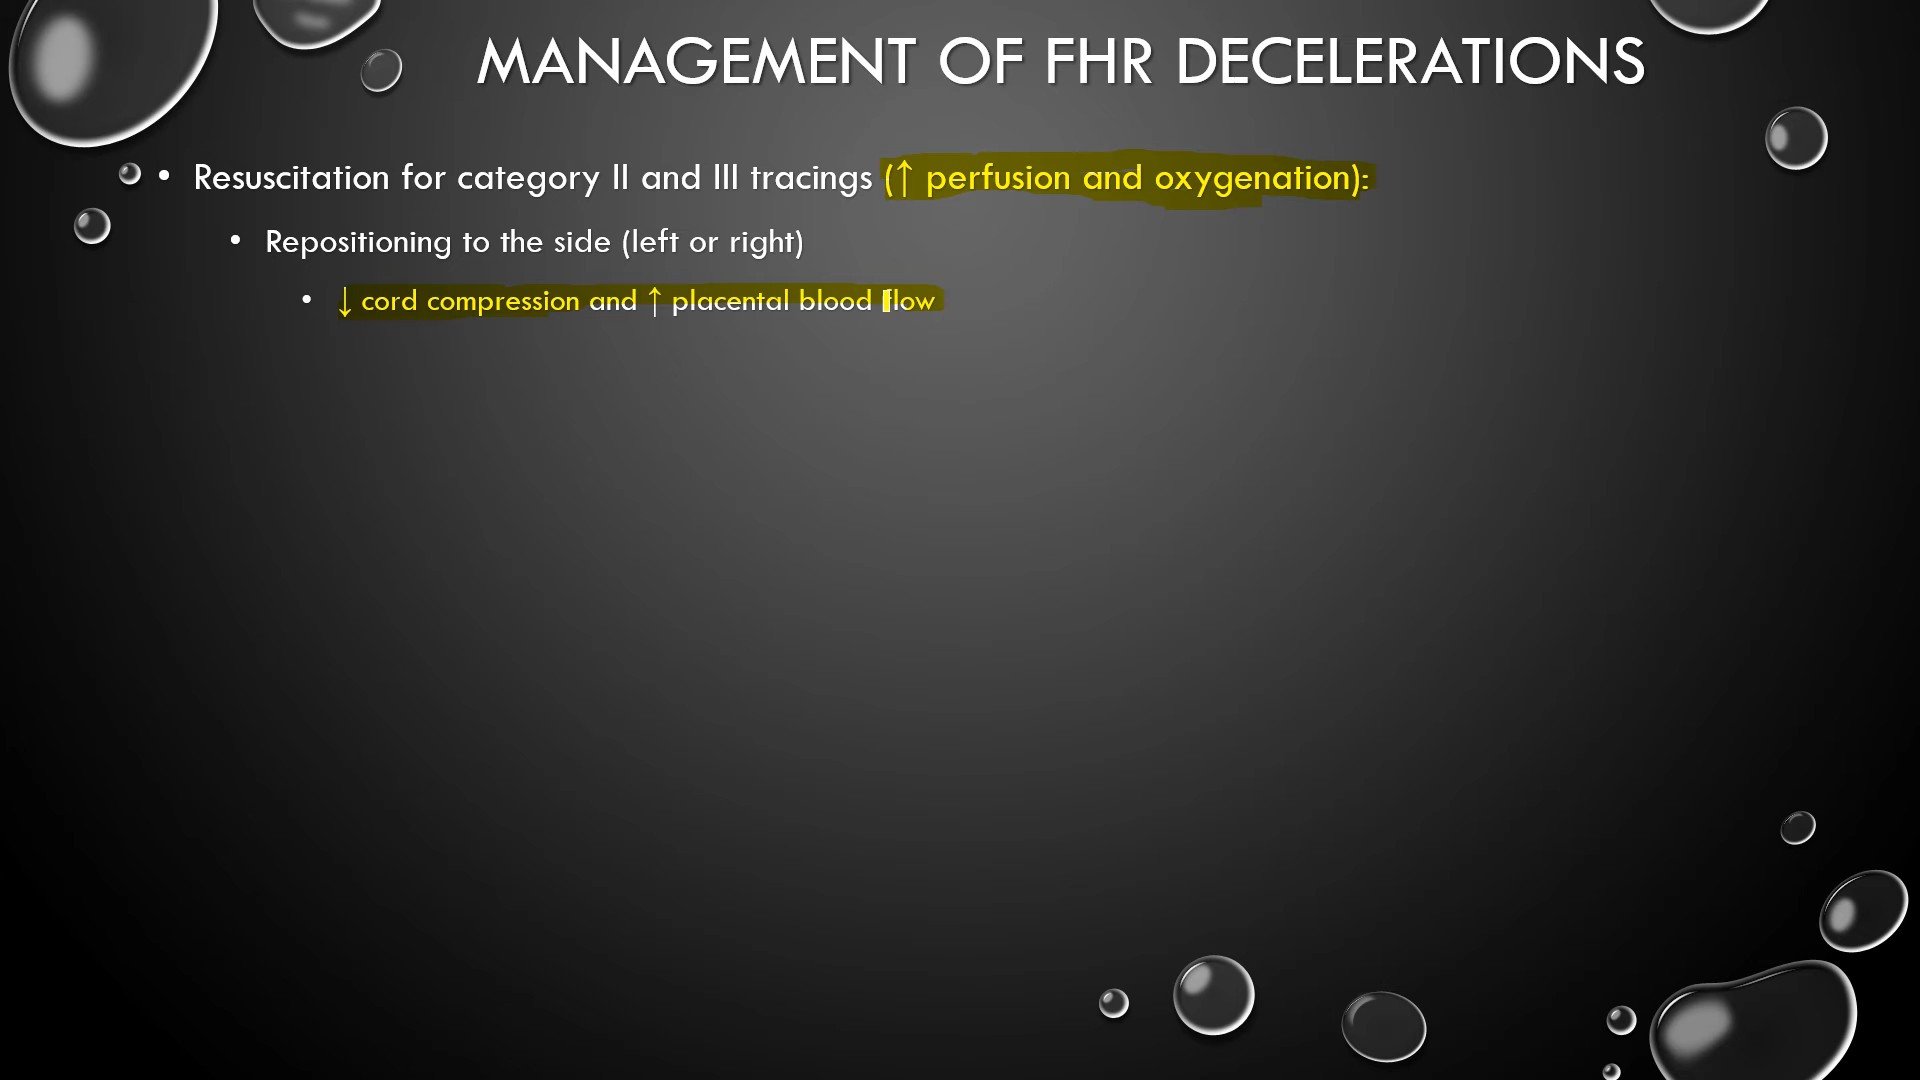 MANAGEMENT OF FHR DECELERATIONS
• Resuscitation for category II and III tracings (↑ perfusion and oxygenation):
• Repositioning to the side (left or right)
• ↓ cord compression and ↑ placental blood flow